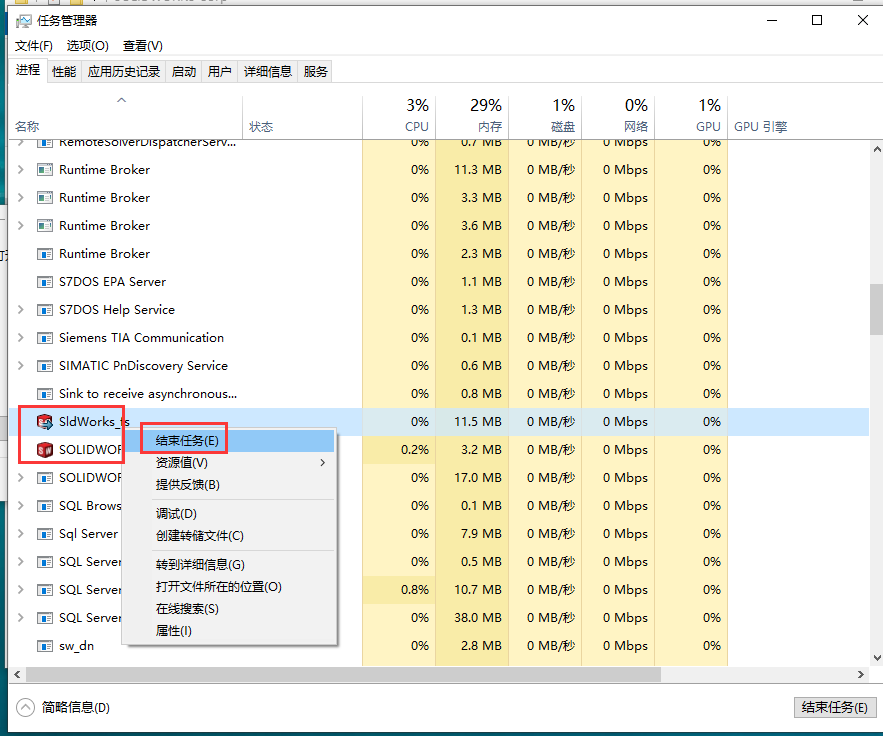 任务管理器
文件(F) 选项(O) 查看(V)
进程 性能 应用历史记录 启动 用户 详细信息 服务
3% 29% 1% 0% 1%
名称 状态 CPU 内存 磁盘 网络 GPU GPU 引擎
RemoteSolverDispatcherServ... 0% 0.7 MB 0 MB/秒 0 Mbps 0%
Runtime Broker 0% 11.3 MB 0 MB/秒 0 Mbps 0%
Runtime Broker 0% 3.3 MB 0 MB/秒 0 Mbps 0%
Runtime Broker 0% 3.6 MB 0 MB/秒 0 Mbps 0%
Runtime Broker 0% 2.3 MB 0 MB/秒 0 Mbps 0%
S7DOS EPA Server 0% 1.1 MB 0 MB/秒 0 Mbps 0%
S7DOS Help Service 0% 1.3 MB 0 MB/秒 0 Mbps 0%
Siemens TIA Communication 0% 0.1 MB 0 MB/秒 0 Mbps 0%
SIMATIC PnDiscovery Service 0% 0.6 MB 0 MB/秒 0 Mbps 0%
Sink to receive asynchronous... 0% 0.8 MB 0 MB/秒 0 Mbps 0%
SldWorks_fs 0% 11.5 MB 0 MB/秒 0 Mbps 0%
SOLIDWOR 0.2% 3.2 MB 0 MB/秒 0 Mbps 0%
SOLIDWOR 0% 17.0 MB 0 MB/秒 0 Mbps 0%
SQL Brows 0% 0.1 MB 0 MB/秒 0 Mbps 0%
Sql Server 0% 7.9 MB 0 MB/秒 0 Mbps 0%
SQL Server 0% 0.5 MB 0 MB/秒 0 Mbps 0%
SQL Server 0.8% 10.7 MB 0 MB/秒 0 Mbps 0%
SQL Server 0% 38.0 MB 0 MB/秒 0 Mbps 0%
sw_dn 0% 2.8 MB 0 MB/秒 0 Mbps 0%
结束任务(E)
资源值(V)
提供反馈(B)
调试(D)
创建转储文件(C)
转到详细信息(G)
打开文件所在的位置(O)
在线搜索(S)
属性(I)
简略信息(D) 结束任务(E)